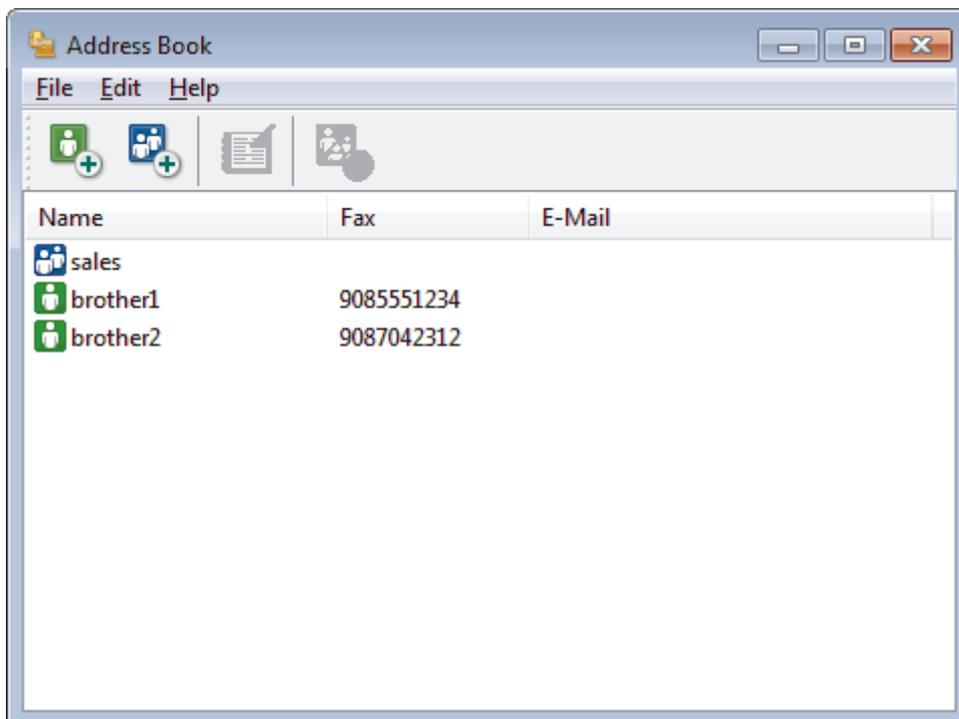 Address Book
File Edit Help
Name Fax E-Mail
sales
brother1 9085551234
brother2 9087042312